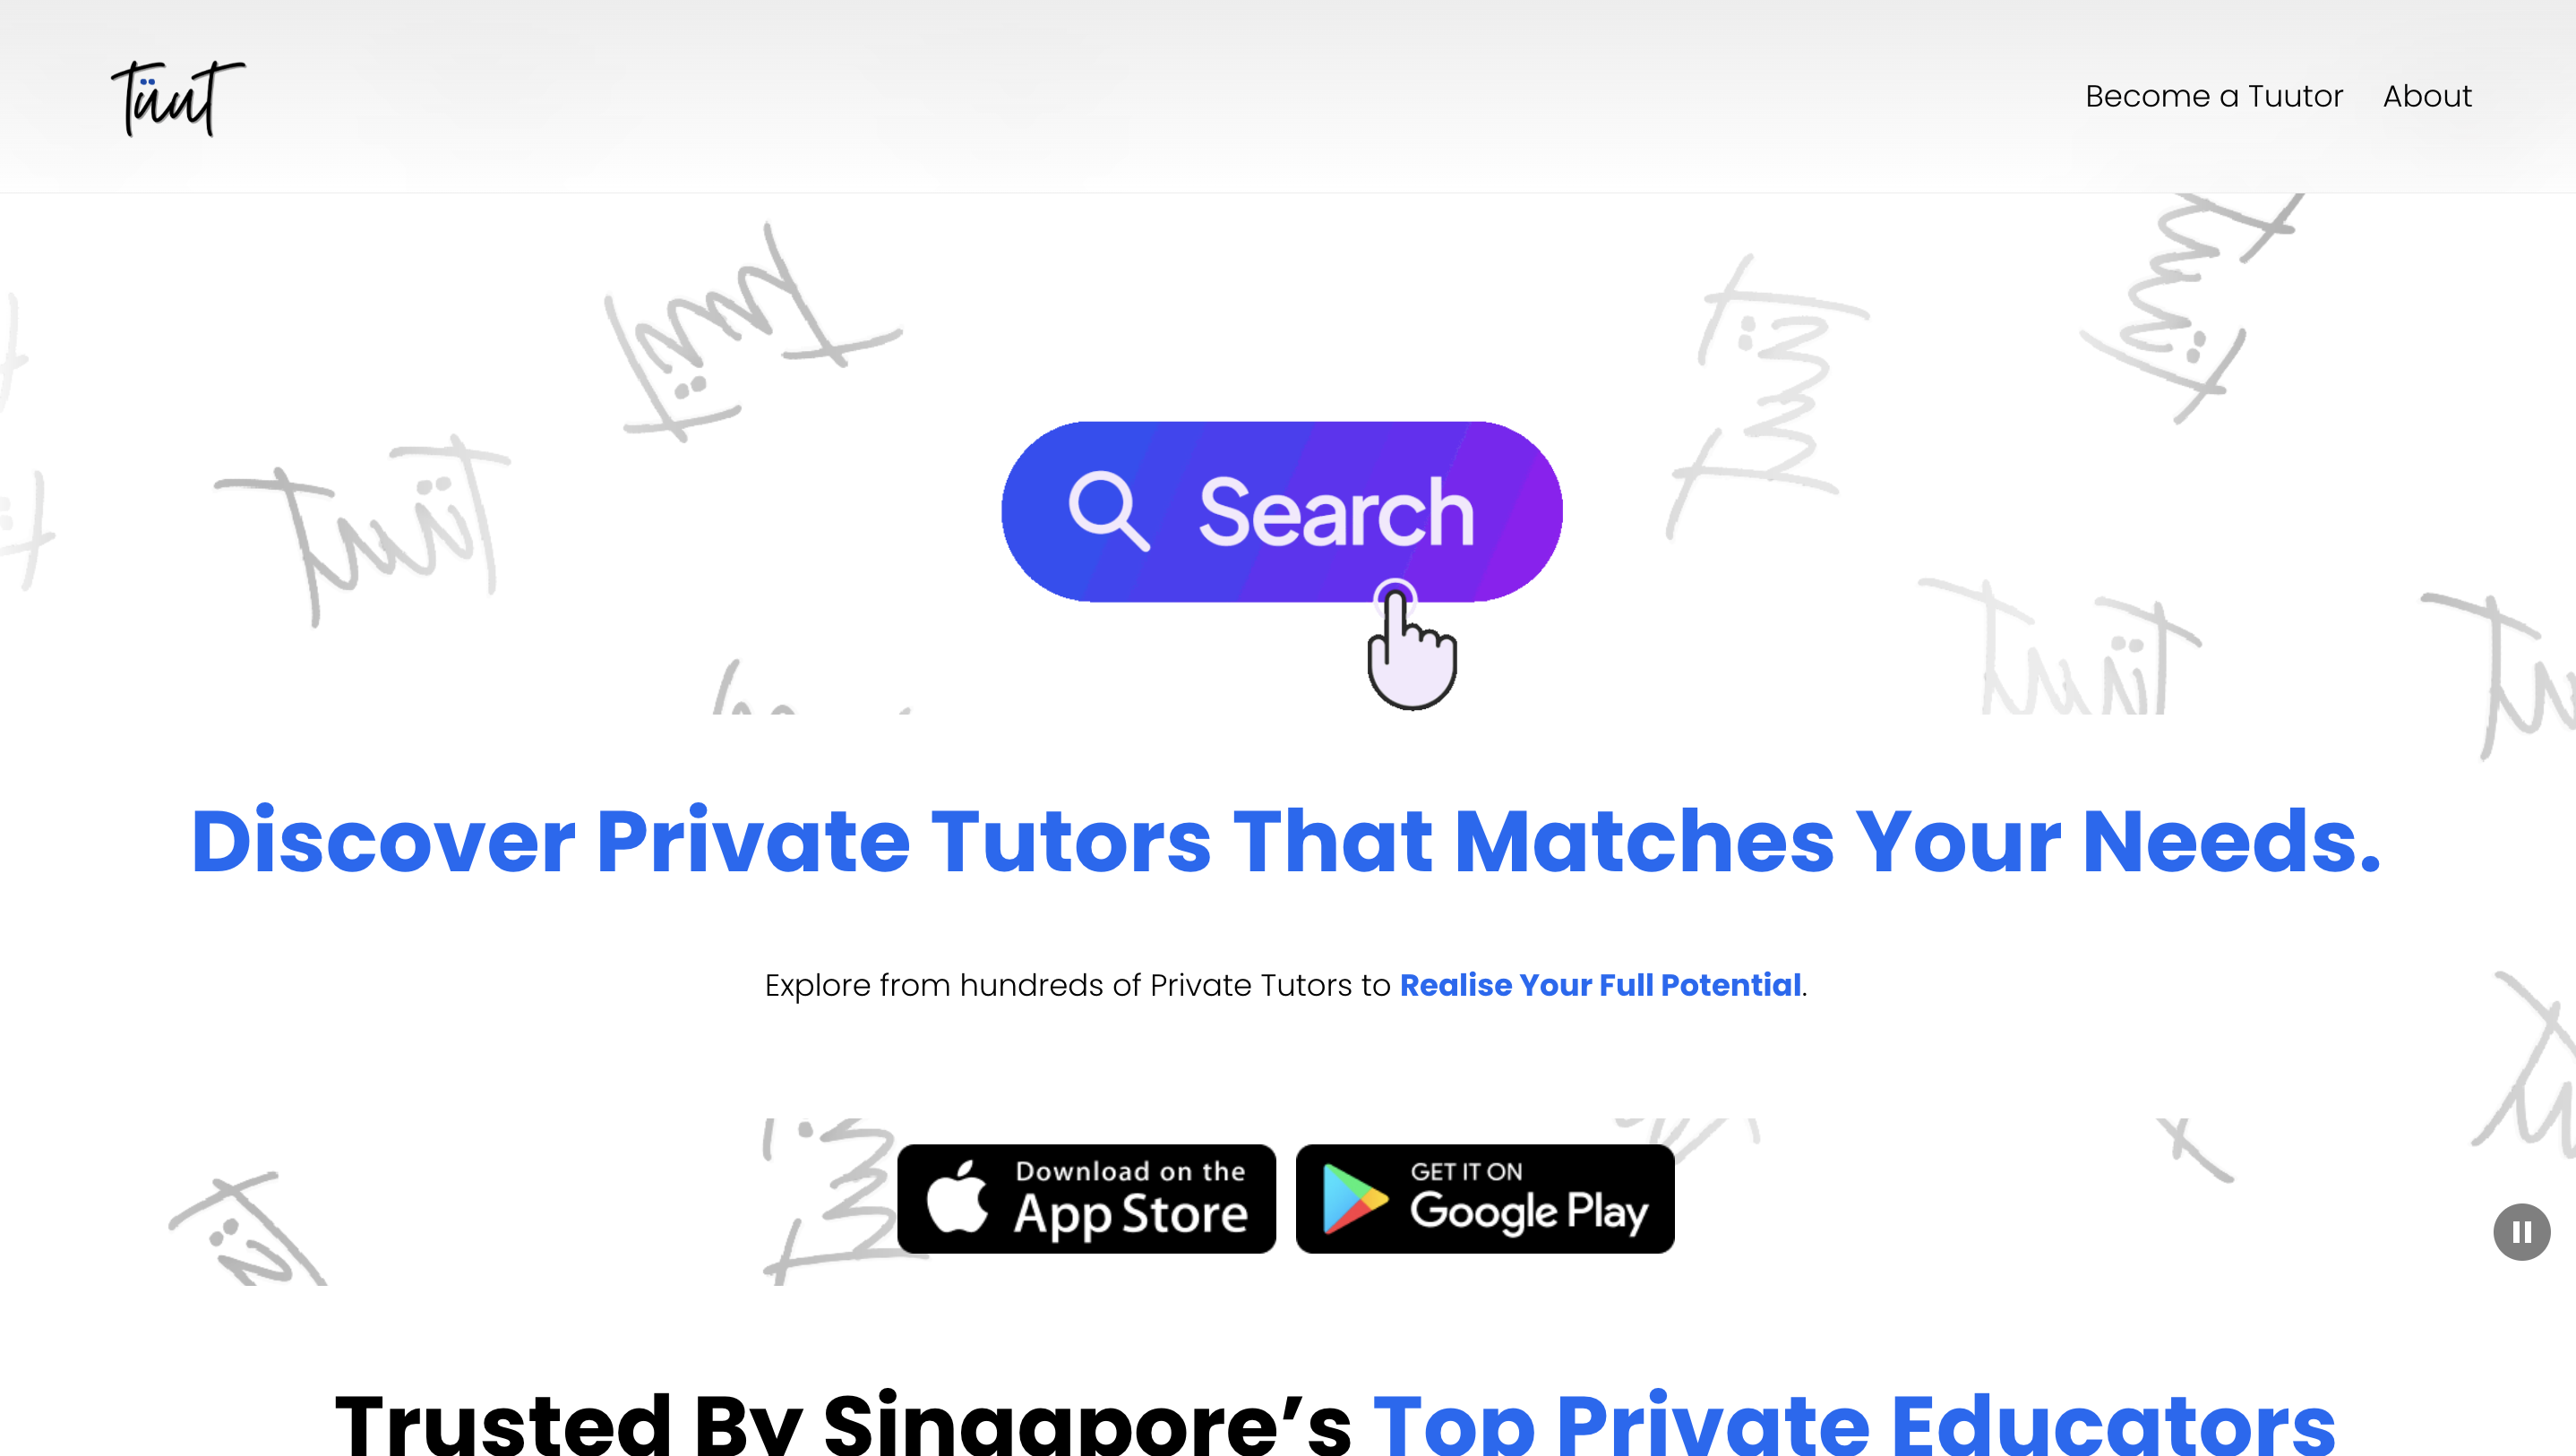 Tüut
Become a Tuutor
About
Search
Discover Private Tutors That Matches Your Needs.
Explore from hundreds of Private Tutors to Realise Your Full Potential.
Download on the
App Store
GET IT ON
Google Play
Trusted By Singapore’s Top Private Educators